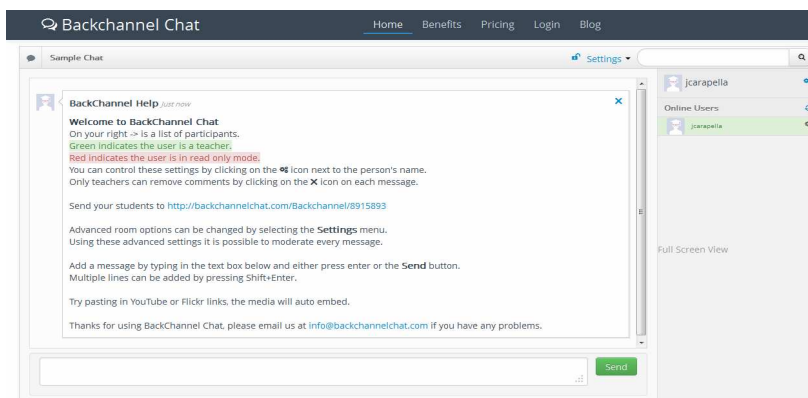 Backchannel Chat
Home Benefits Pricing Login Blog
Sample Chat
Settings
jcarapella
Online Users
jcarapella
Full Screen View
BackChannel Help Just now
Welcome to BackChannel Chat
On your right -> is a list of participants.
Green indicates the user is a teacher.
Red indicates the user is in read only mode.
You can control these settings by clicking on the icon next to the person's name.
Only teachers can remove comments by clicking on the ✕ icon on each message.
Send your students to http://backchannelchat.com/Backchannel/8915893
Advanced room options can be changed by selecting the Settings menu.
Using these advanced settings it is possible to moderate every message.
Add a message by typing in the text box below and either press enter or the Send button.
Multiple lines can be added by pressing Shift+Enter.
Try pasting in YouTube or Flickr links, the media will auto embed.
Thanks for using BackChannel Chat, please email us at info@backchannelchat.com if you have any problems.
Send